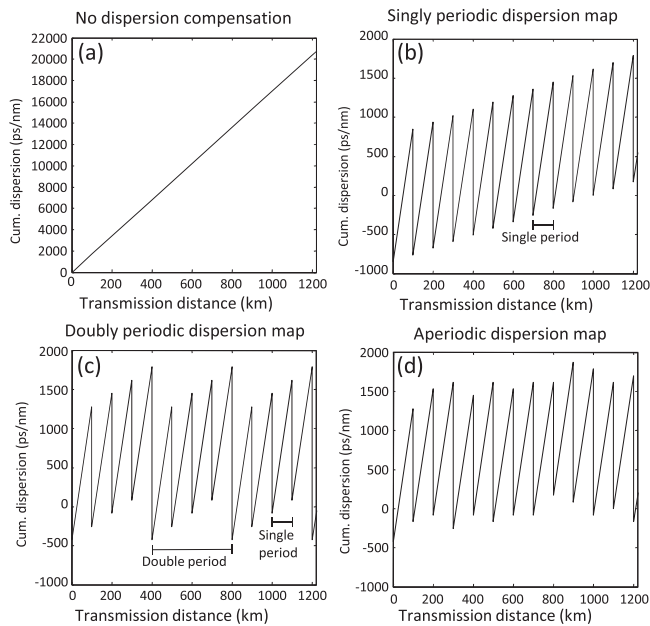 No dispersion compensation
(a)
22000
20000
18000
16000
14000
12000
10000
8000
6000
4000
2000
0
Cum. dispersion (ps/nm)
0 200 400 600 800 1000 1200
Transmission distance (km)
Singly periodic dispersion map
(b)
2000
1500
1000
500
0
-500
-1000
Cum. dispersion (ps/nm)
Single period
0 200 400 600 800 1000 1200
Transmission distance (km)
Doubly periodic dispersion map
(c)
2000
1500
1000
500
0
-500
-1000
Cum. dispersion (ps/nm)
Single
period
Double period
0 200 400 600 800 1000 1200
Transmission distance (km)
Aperiodic dispersion map
(d)
2000
1500
1000
500
0
-500
-1000
Cum. dispersion (ps/nm)
0 200 400 600 800 1000 1200
Transmission distance (km)